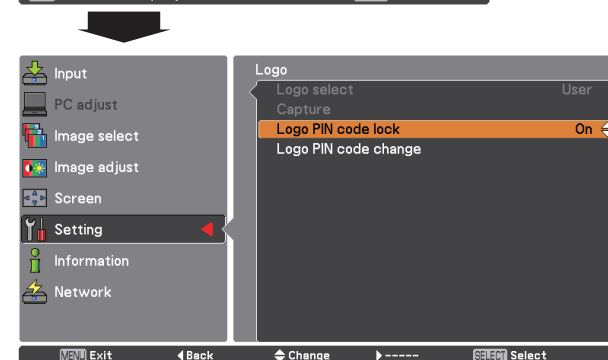 Input
PC adjust
Image select
Image adjust
Screen
Setting
Information
Network
Logo
Logo select User
Capture
Logo PIN code lock On
Logo PIN code change
MENU Exit Back Change ----- SELECT Select